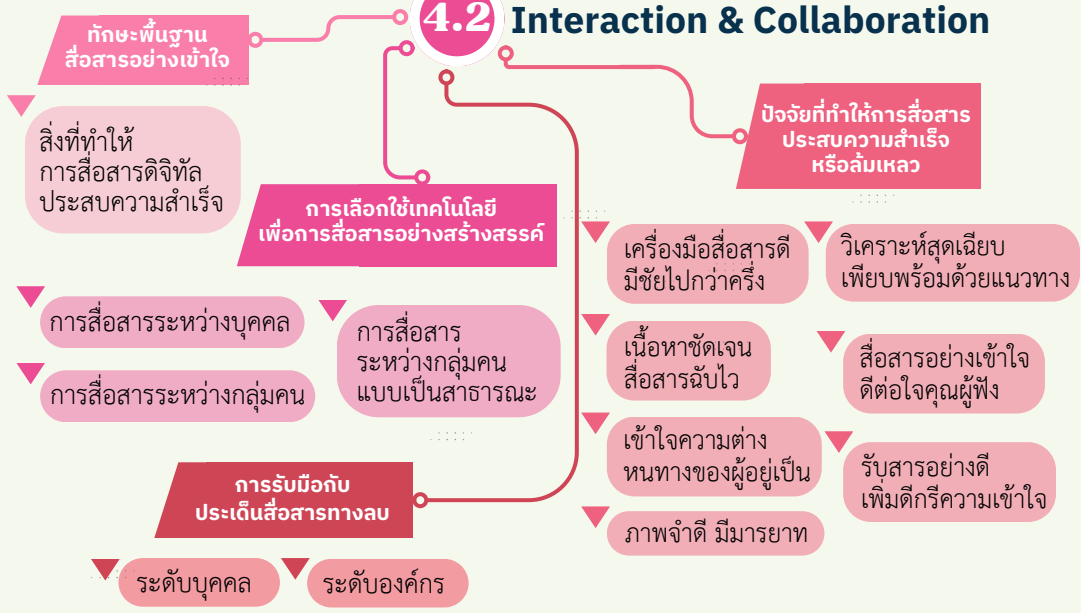 4.2 Interaction & Collaboration
ทักษะพื้นฐาน
สื่อสารอย่างเข้าใจ
สิ่งที่ทำให้
การสื่อสารดิจิทัล
ประสบความสำเร็จ
การเลือกใช้เทคโนโลยี
เพื่อการสื่อสารอย่างสร้างสรรค์
การสื่อสารระหว่างบุคคล
การสื่อสารระหว่างกลุ่มคน
การสื่อสาร
ระหว่างกลุ่มคน
แบบเป็นสาธารณะ
การรับมือกับ
ประเด็นสื่อสารทางลบ
ระดับบุคคล
ระดับองค์กร
ปัจจัยที่ทำให้การสื่อสาร
ประสบความสำเร็จ
หรือล้มเหลว
เครื่องมือสื่อสารดี
มีชัยไปกว่าครึ่ง
เนื้อหาชัดเจน
สื่อสารฉับไว
เข้าใจความต่าง
หนทางของผู้อยู่เป็น
ภาพจำดี มีมารยาท
วิเคราะห์สุดเฉียบ
เพียบพร้อมด้วยแนวทาง
สื่อสารอย่างเข้าใจ
ดีต่อใจคุณผู้ฟัง
รับสารอย่างดี
เพิ่มดีกรีความเข้าใจ